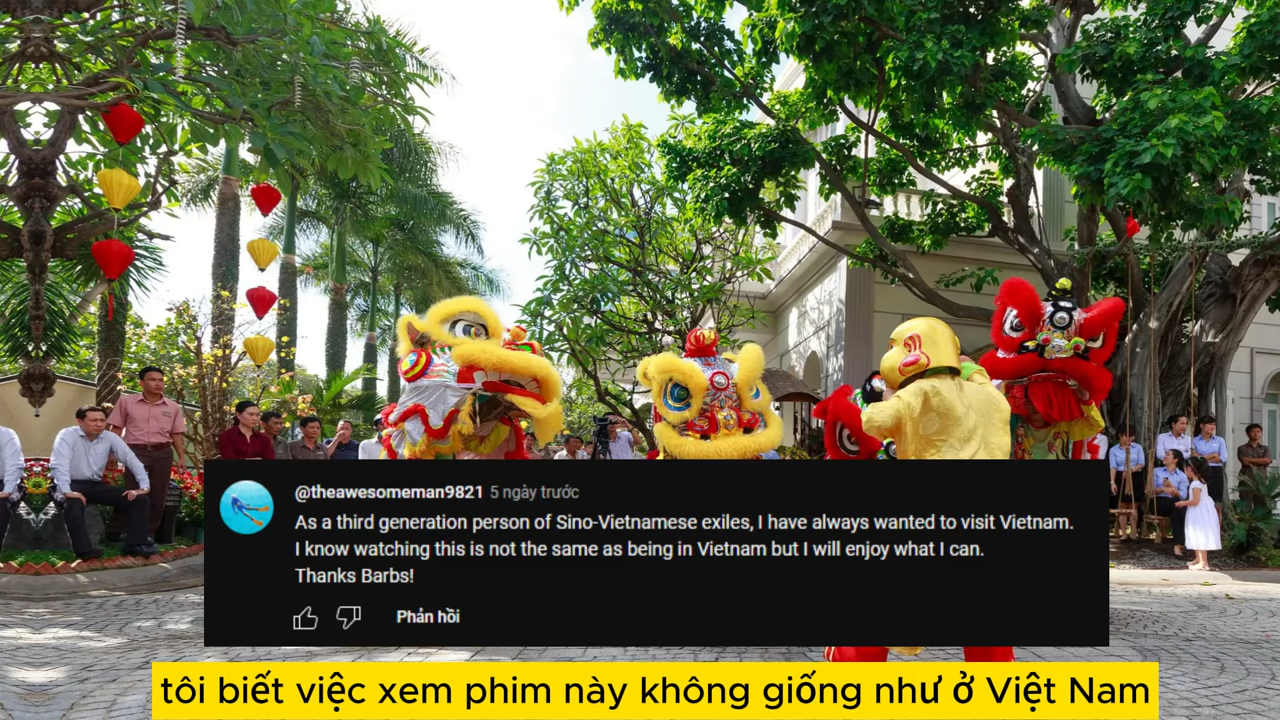 @theawesomeman9821 5 ngày trước
As a third generation person of Sino-Vietnamese exiles, I have always wanted to visit Vietnam.
I know watching this is not the same as being in Vietnam but I will enjoy what I can.
Thanks Barbs!
Phản hồi
tôi biết việc xem phim này không giống như ở Việt Nam